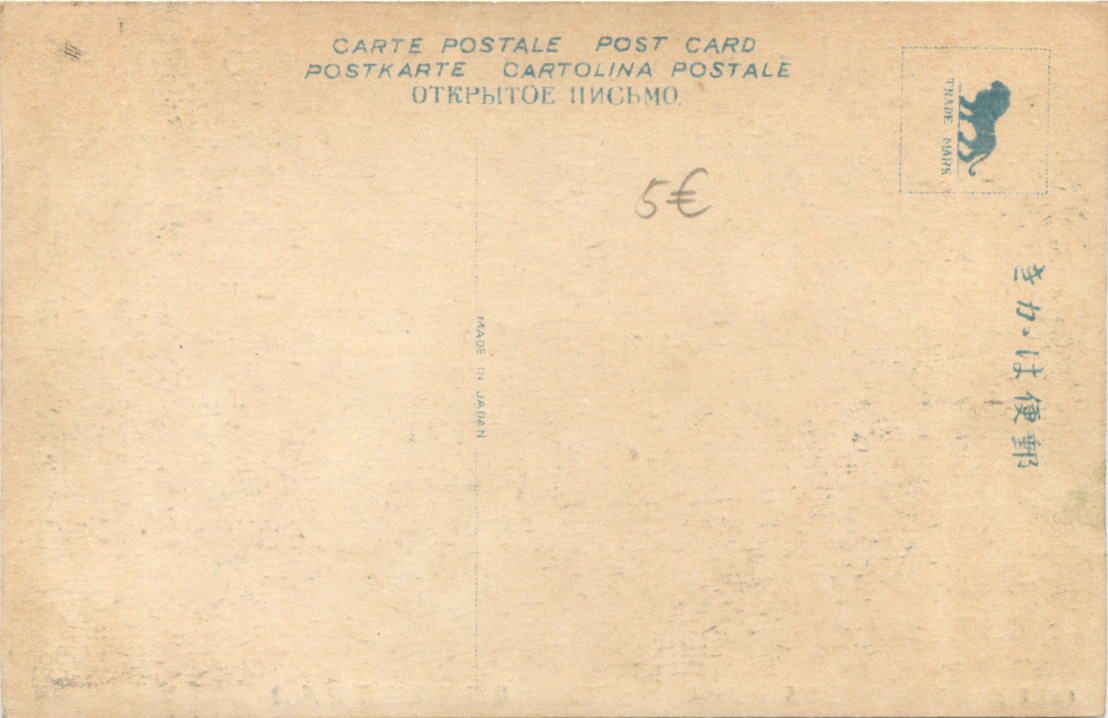 CARTE POSTALE POST CARD
POSTKARTE CARTOLINA POSTALE
ОТКРЫТОЕ ПИСЬМО.
TRADE MARK
5€
郵便はがき
MADE IN JAPAN